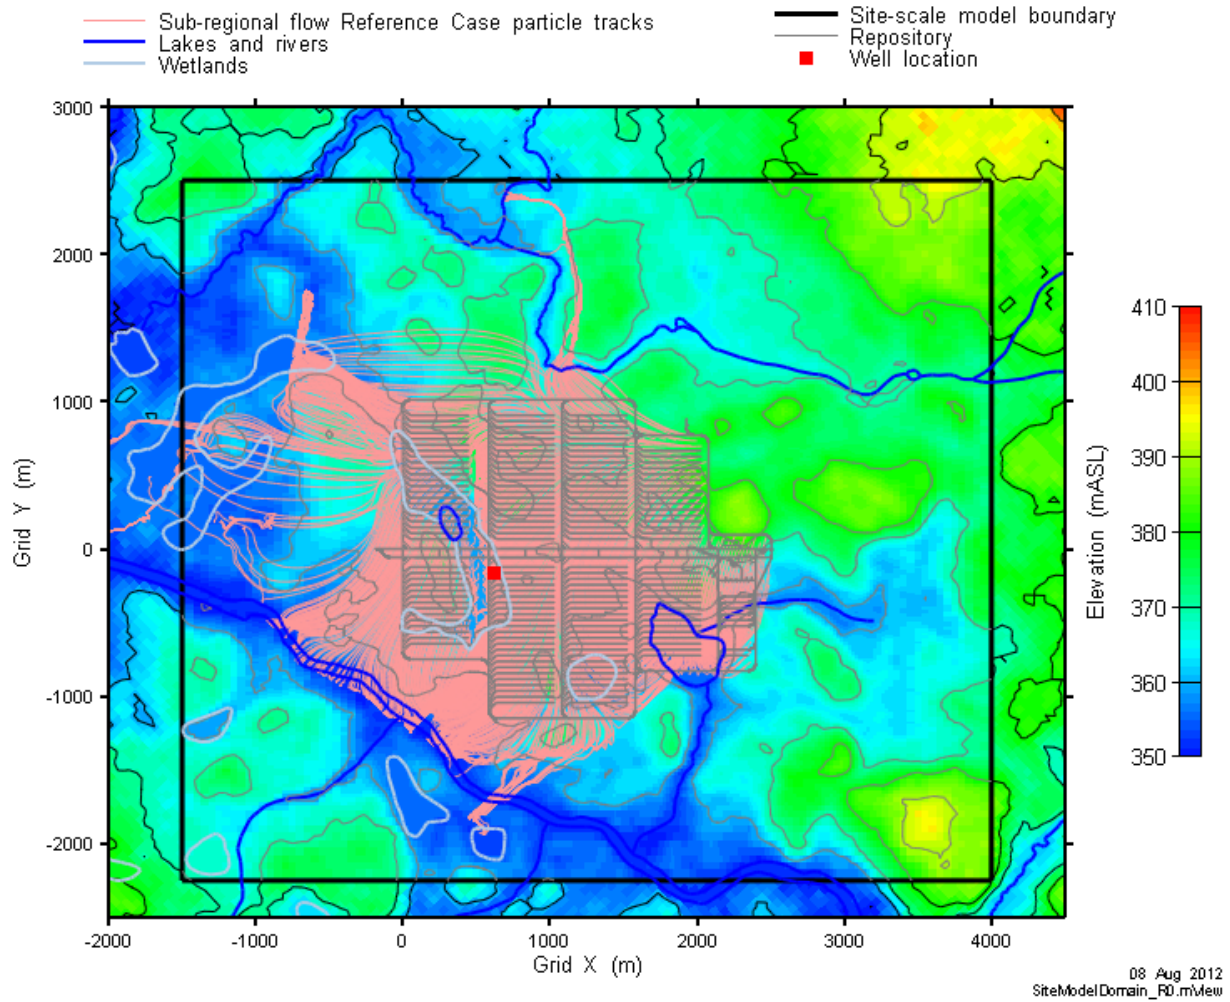 Sub-regional flow Reference Case particle tracks
Lakes and rivers
Wetlands
Site-scale model boundary
Repository
Well location
3000
2000
1000
0
-1000
-2000
Grid Y (m)
-2000 -1000 0 1000 2000 3000 4000
Grid X (m)
410
400
390
380
370
360
350
Elevation (mASL)
08 Aug 2012
SiteModelDomain_R0.mView